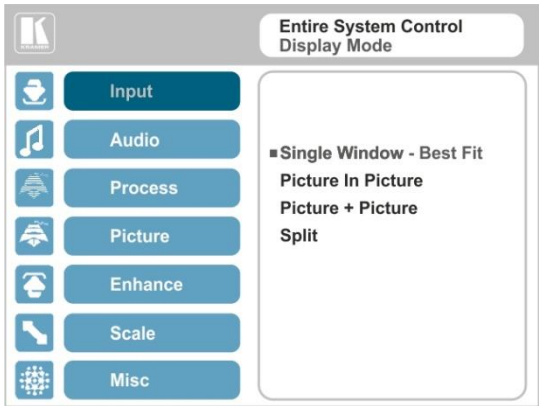 K
KRAMER
Entire System Control
Display Mode
Input
Audio
Process
Picture
Enhance
Scale
Misc
Single Window - Best Fit
Picture In Picture
Picture + Picture
Split